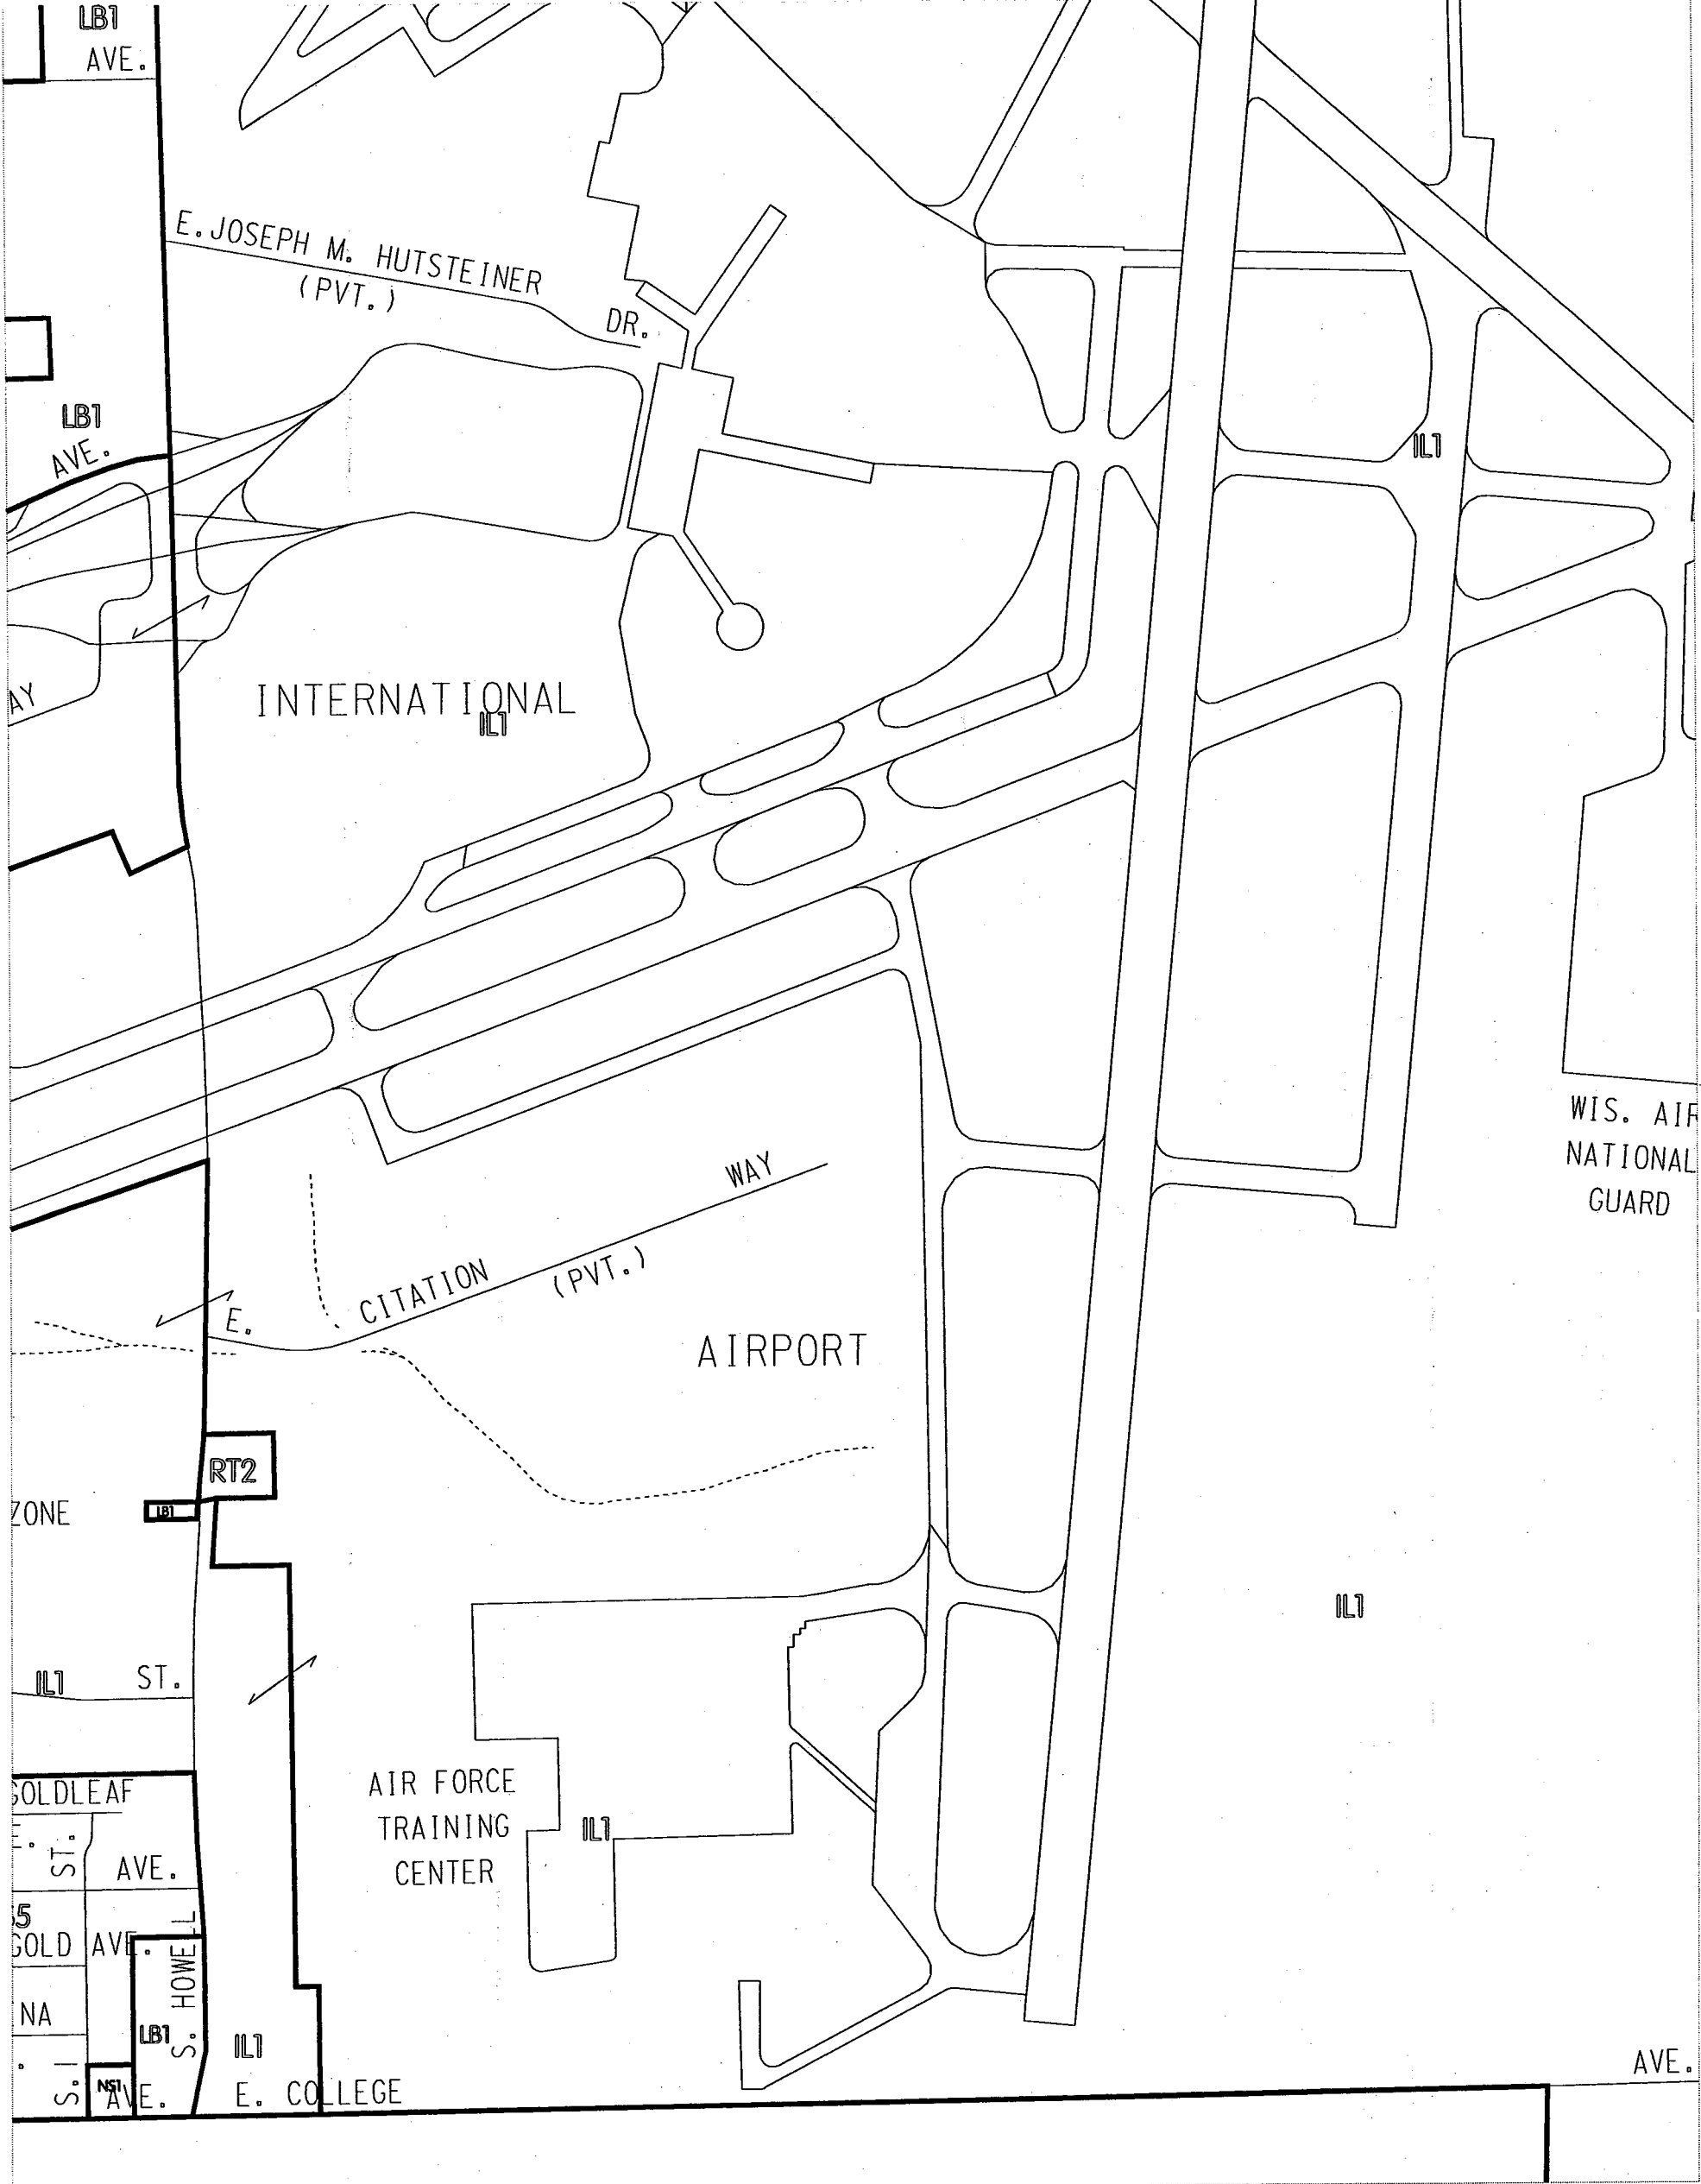 LB1
AVE.
E. JOSEPH M. HUTSTEINER
(PVT.)
DR.
LB1
AVE.
IL1
AY
INTERNATIONAL
IL1
WIS. AIR
NATIONAL
GUARD
WAY
CITATION
(PVT.)
E.
AIRPORT
RT2
ZONE
LB1
IL1
IL1
ST.
GOLDLEAF
AIR FORCE
TRAINING
CENTER
IL1
E.
ST.
AVE.
5
GOLD
AVE.
S. HOWELL
NA
LB1
IL1
S.
NS1
AVE.
E. COLLEGE
AVE.